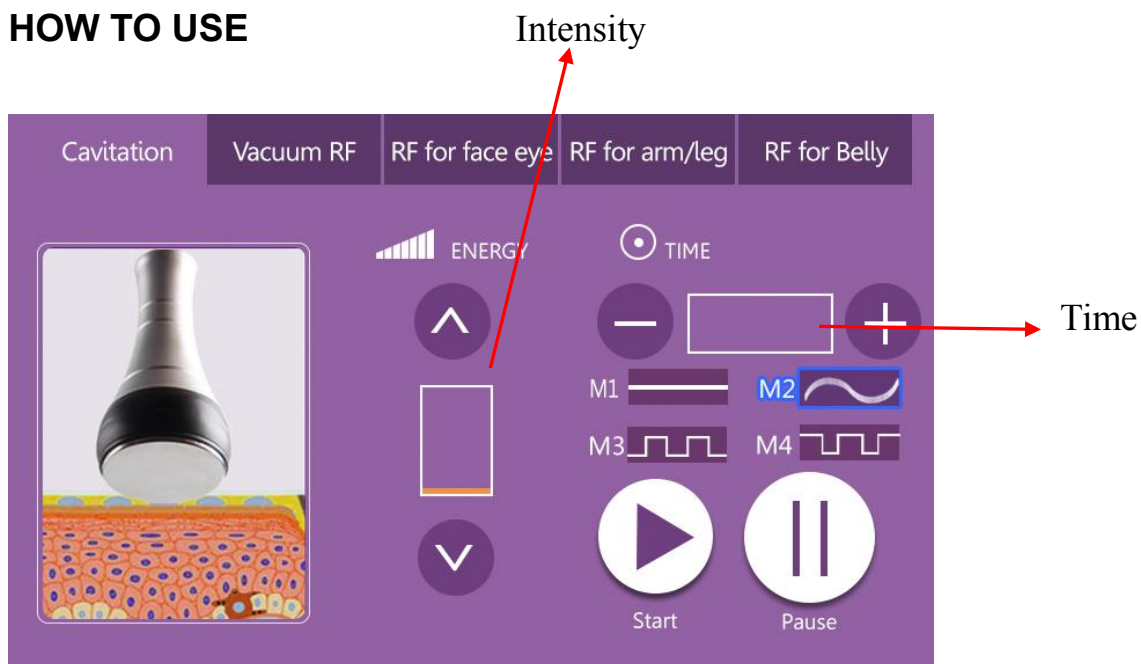 HOW TO USE
Intensity
Cavitation
Vacuum RF
RF for face eye
RF for arm/leg
RF for Belly
ENERGY
TIME
Time
M1
M2
M3
M4
Start
Pause